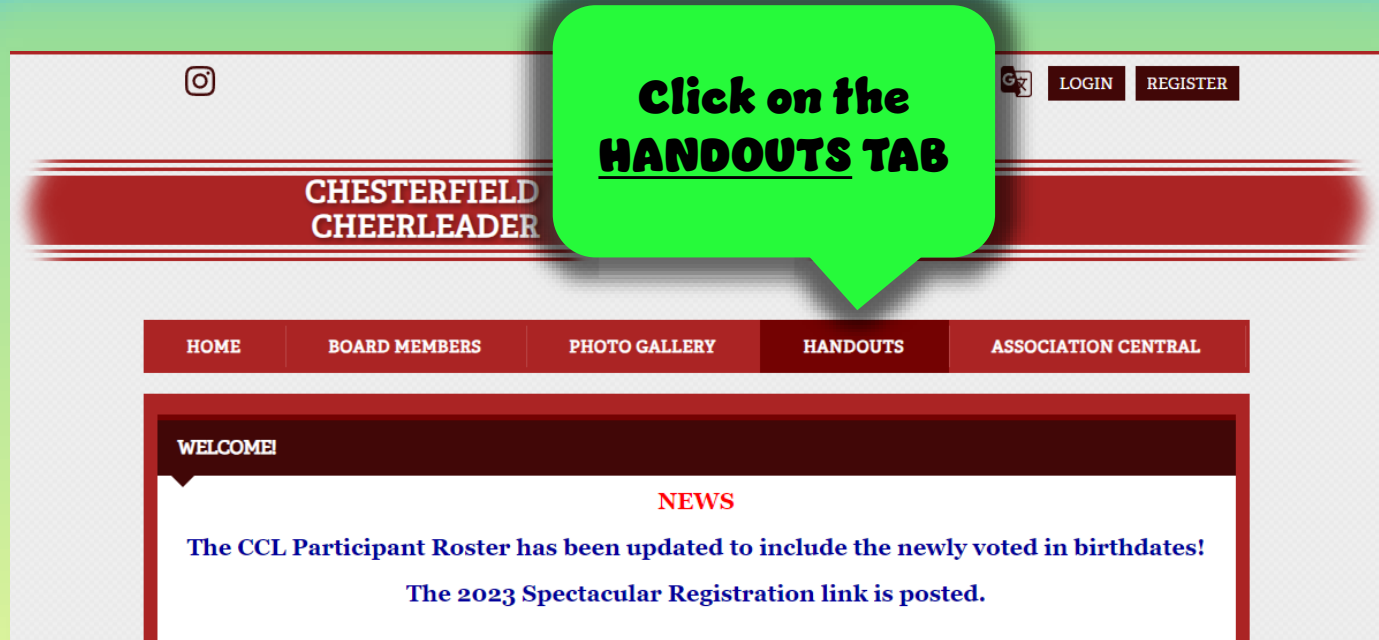 Click on the
HANDOUTS TAB
LOGIN REGISTER
CHESTERFIELD
CHEERLEADER
HOME BOARD MEMBERS PHOTO GALLERY HANDOUTS ASSOCIATION CENTRAL
WELCOME!
NEWS
The CCL Participant Roster has been updated to include the newly voted in birthdates!
The 2023 Spectacular Registration link is posted.